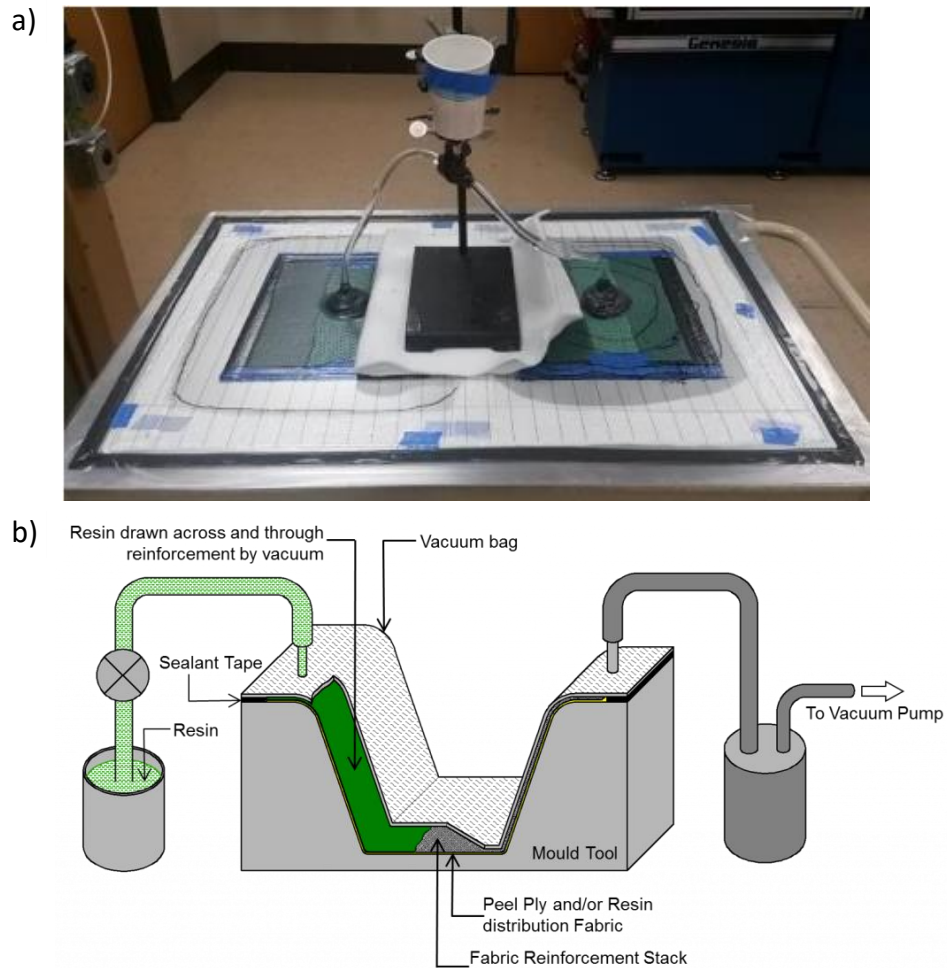 a)
Genesis
b)
Resin drawn across and through
reinforcement by vacuum
Vacuum bag
Sealant Tape
Resin
To Vacuum Pump
Mould Tool
Peel Ply and/or Resin
distribution Fabric
Fabric Reinforcement Stack